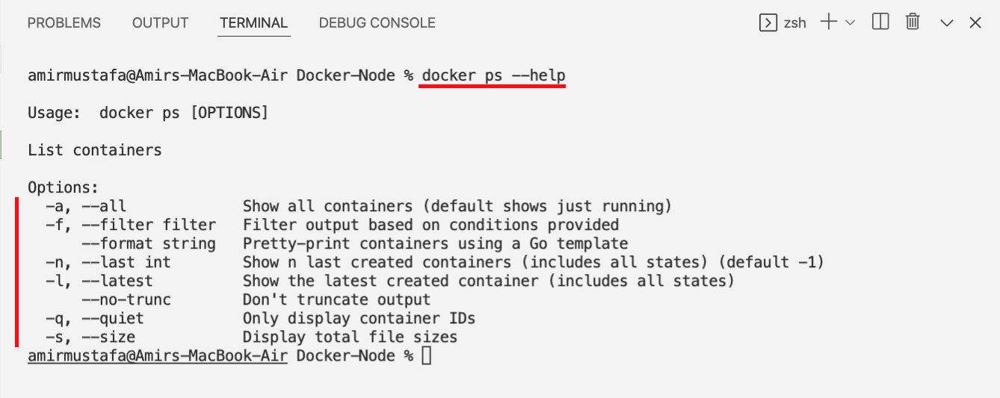 PROBLEMS OUTPUT TERMINAL DEBUG CONSOLE zsh
amirmustafa@Amirs-MacBook-Air Docker-Node % docker ps --help
Usage:  docker ps [OPTIONS]
List containers
Options:
  -a, --all             Show all containers (default shows just running)
  -f, --filter filter   Filter output based on conditions provided
      --format string   Pretty-print containers using a Go template
  -n, --last int        Show n last created containers (includes all states) (default -1)
  -l, --latest          Show the latest created container (includes all states)
      --no-trunc        Don't truncate output
  -q, --quiet           Only display container IDs
  -s, --size            Display total file sizes
amirmustafa@Amirs-MacBook-Air Docker-Node %